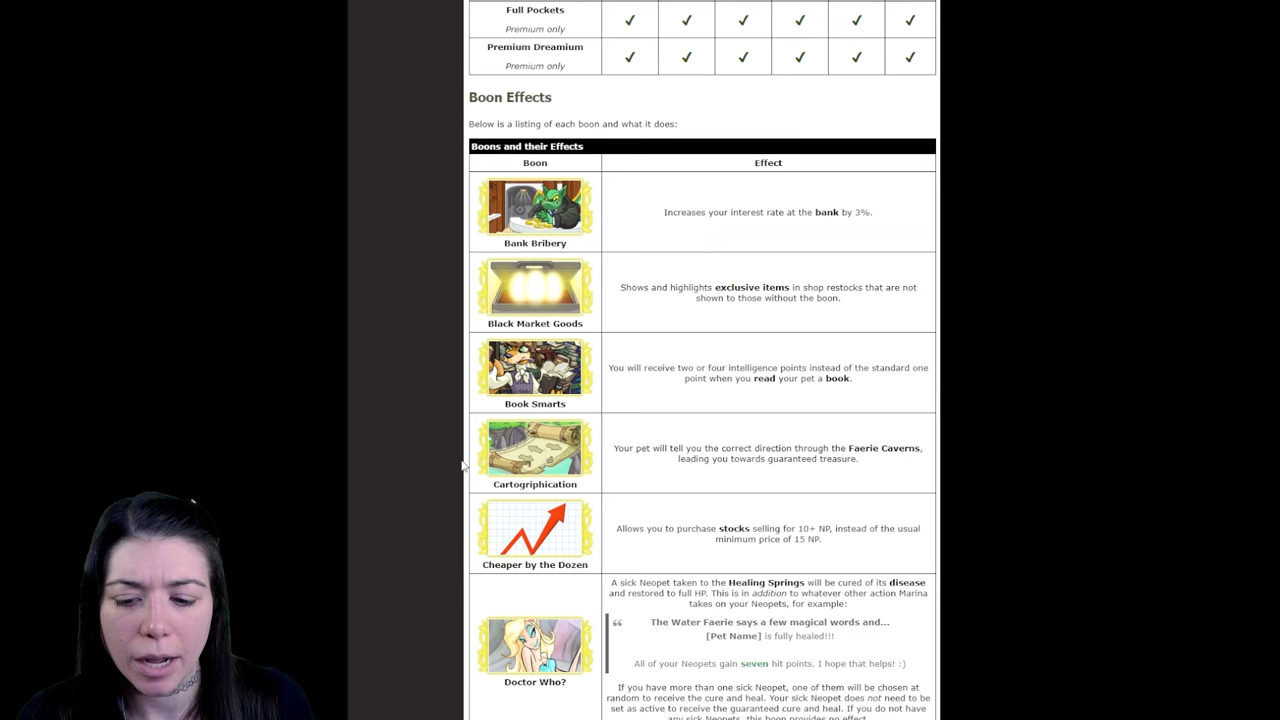 Full Pockets
Premium only
Premium Dreamium
Premium only
Boon Effects
Below is a listing of each boon and what it does:
Boons and their Effects
Boon
Effect
Bank Bribery
Increases your interest rate at the bank by 3%.
Black Market Goods
Shows and highlights exclusive items in shop restocks that are not
shown to those without the boon.
Book Smarts
You will receive two or four intelligence points instead of the standard one
point when you read your pet a book.
Cartogriphication
Your pet will tell you the correct direction through the Faerie Caverns,
leading you towards guaranteed treasure.
Cheaper by the Dozen
Allows you to purchase stocks selling for 10+ NP, instead of the usual
minimum price of 15 NP.
Doctor Who?
A sick Neopet taken to the Healing Springs will be cured of its disease
and restored to full HP. This is in addition to whatever other action Marina
takes on your Neopets, for example:
The Water Faerie says a few magical words and...
[Pet Name] is fully healed!!!
All of your Neopets gain seven hit points. I hope that helps! :)
If you have more than one sick Neopet, one of them will be chosen at
random to receive the cure and heal. Your sick Neopet does not need to be
set as active to receive the guaranteed cure and heal. If you do not have
any sick Neopets, this boon provides no effect.